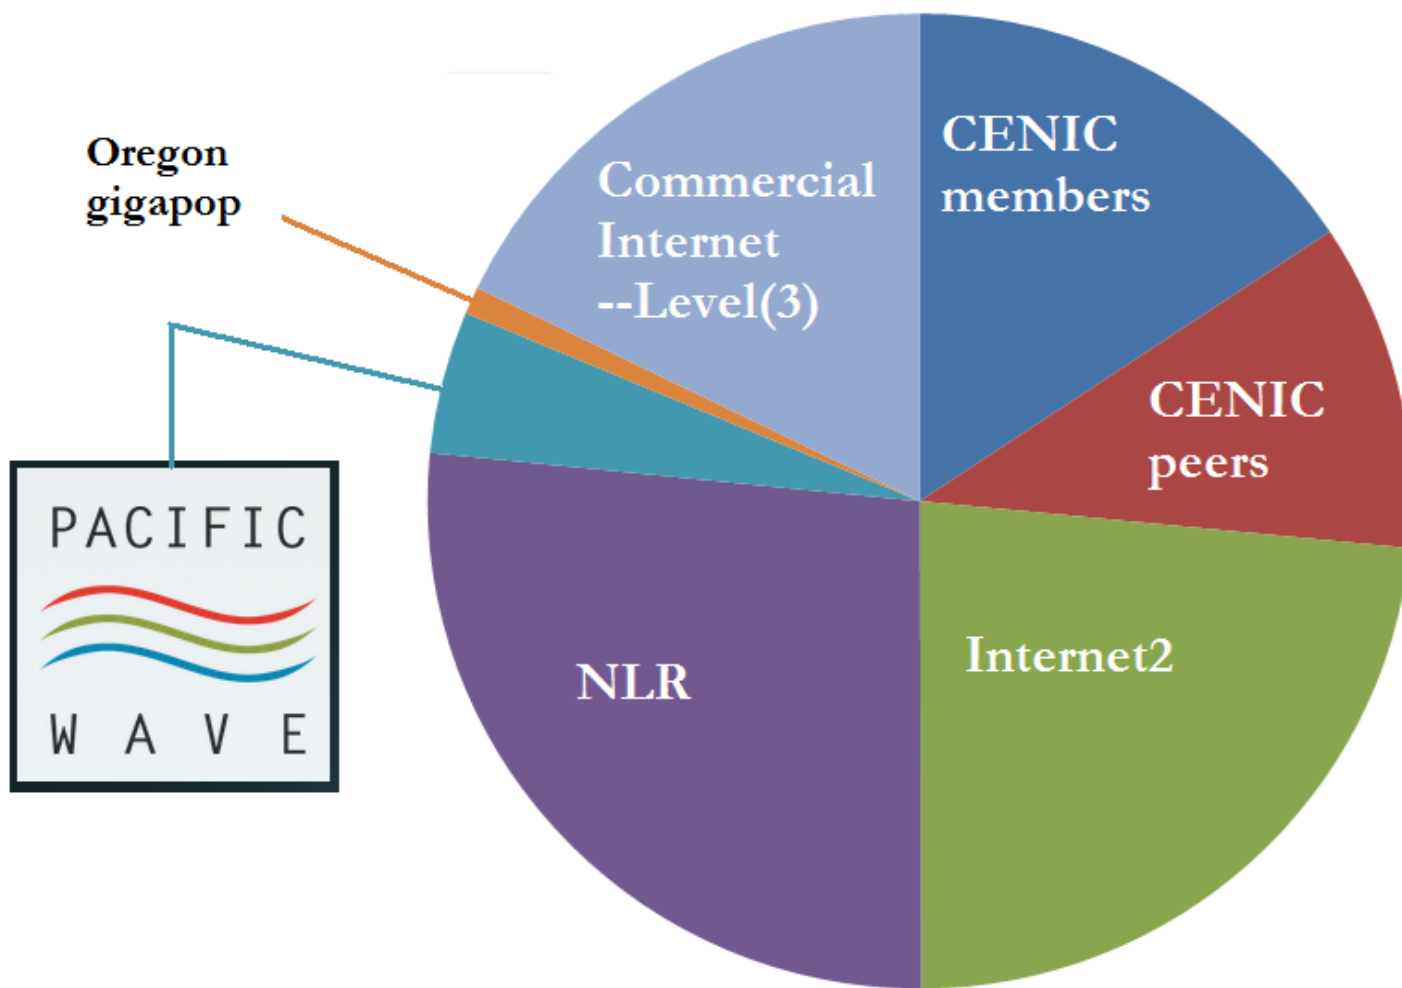 Oregon
gigapop
Commercial
Internet
--Level(3)
CENIC
members
CENIC
peers
Internet2
NLR
PACIFIC
WAVE